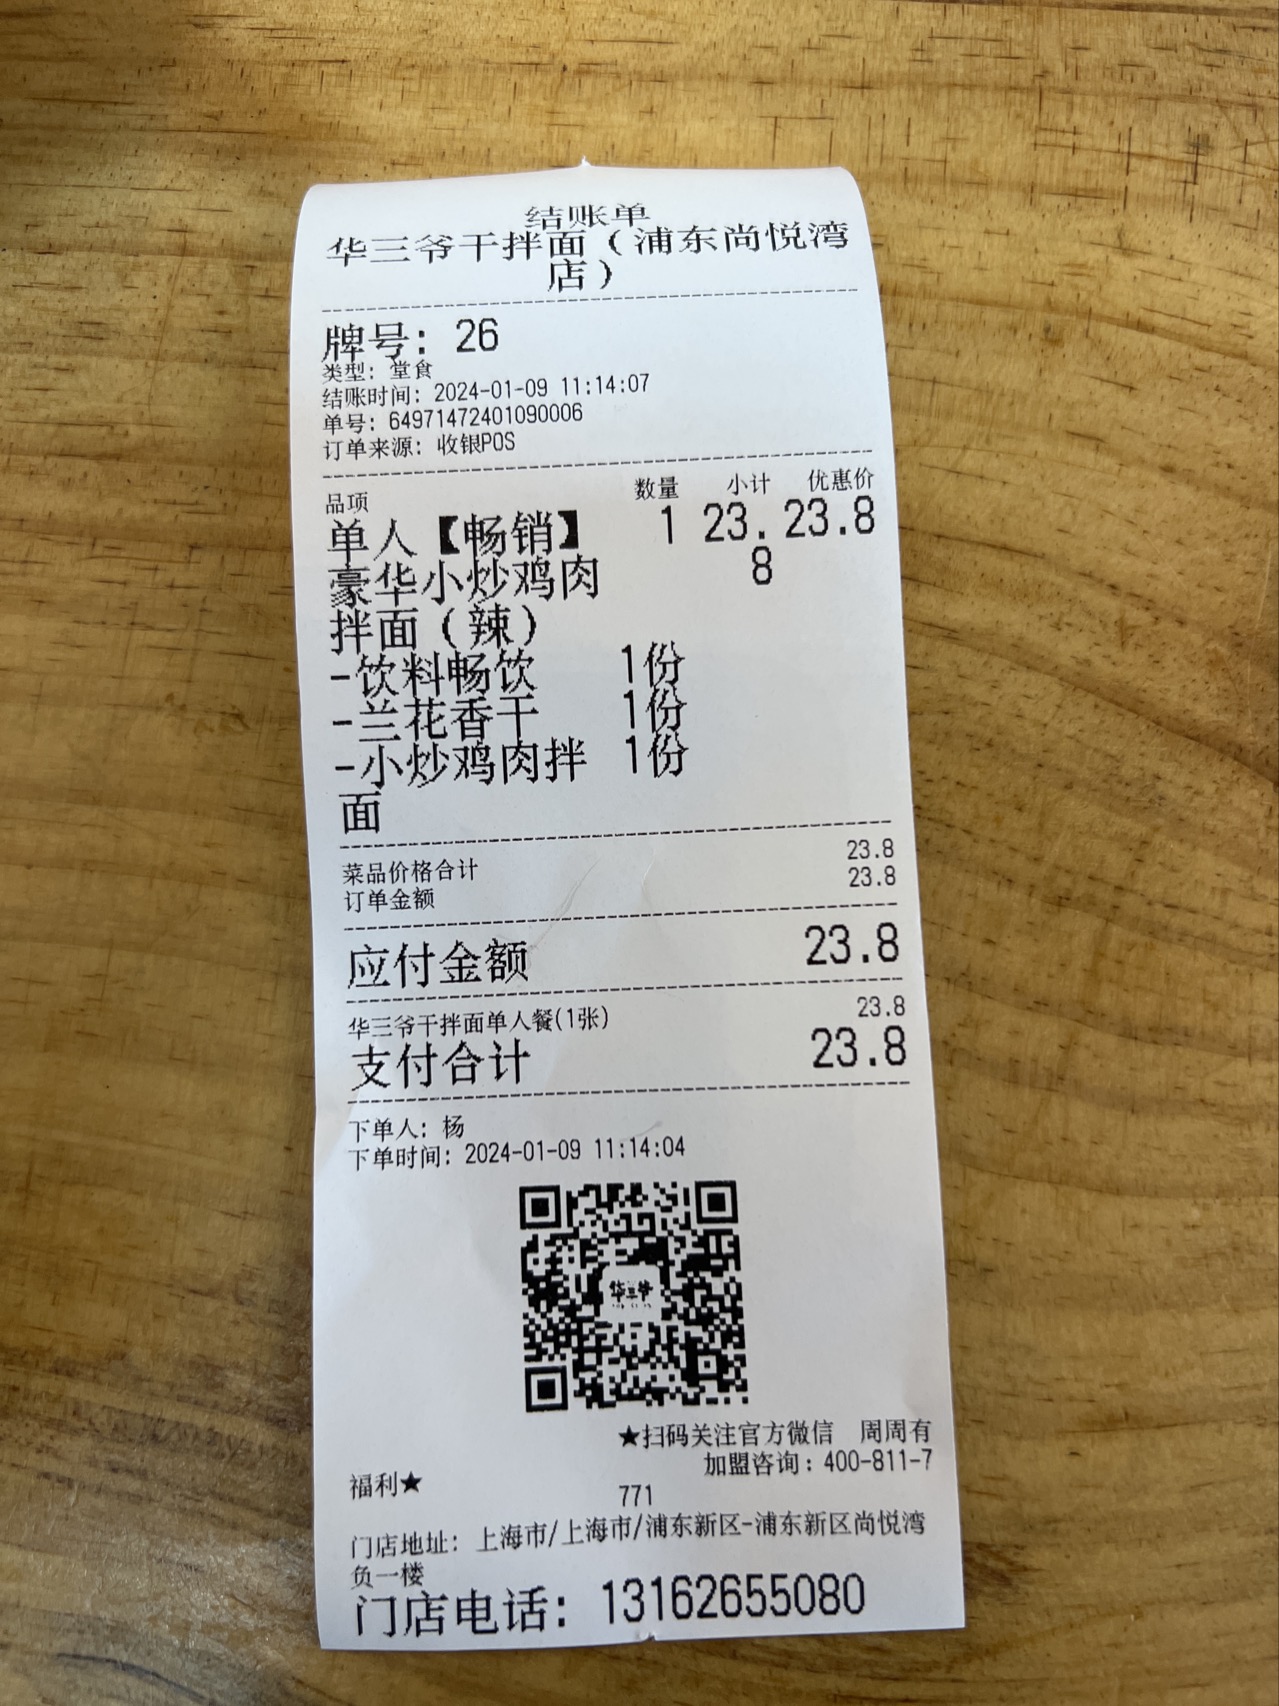 结账单
华三爷干拌面（浦东尚悦湾
店）
牌号：26
类型：堂食
结账时间：2024-01-09 11:14:07
单号：64971472401090006
订单来源：收银POS
品项 数量 小计 优惠价
单人【畅销】 1 23. 23.8
豪华小炒鸡肉 8
拌面（辣）
-饮料畅饮 1份
-兰花香干 1份
-小炒鸡肉拌 1份
面
菜品价格合计 23.8
订单金额 23.8
应付金额 23.8
华三爷干拌面单人餐(1张) 23.8
支付合计 23.8
下单人：杨
下单时间：2024-01-09 11:14:04
★扫码关注官方微信 周周有
福利★ 加盟咨询：400-811-7
771
门店地址：上海市/上海市/浦东新区-浦东新区尚悦湾
负一楼
门店电话：13162655080